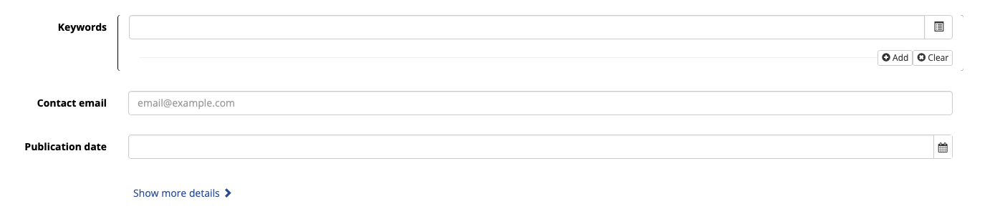 Keywords
Add Clear
Contact email email@example.com
Publication date
Show more details